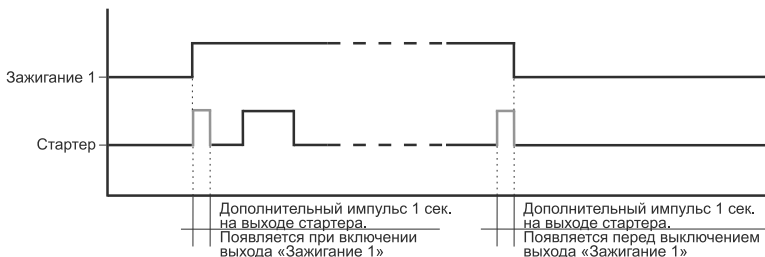 Зажигание 1
Стартер
Дополнительный импульс 1 сек.
на выходе стартера.
Появляется при включении
выхода «Зажигание 1»
Дополнительный импульс 1 сек.
на выходе стартера.
Появляется перед выключением
выхода «Зажигание 1»